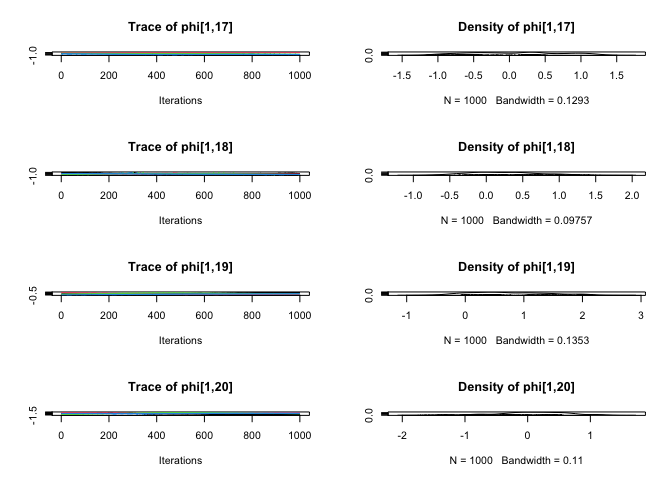 Trace of phi[1,17]
Density of phi[1,17]
-1.0
0 200 400 600 800 1000
Iterations
0.0
-1.5 -1.0 -0.5 0.0 0.5 1.0 1.5
N = 1000 Bandwidth = 0.1293
Trace of phi[1,18]
Density of phi[1,18]
-1.0
0 200 400 600 800 1000
Iterations
0.0
-1.0 -0.5 0.0 0.5 1.0 1.5 2.0
N = 1000 Bandwidth = 0.09757
Trace of phi[1,19]
Density of phi[1,19]
-0.5
0 200 400 600 800 1000
Iterations
0.0
-1 0 1 2 3
N = 1000 Bandwidth = 0.1353
Trace of phi[1,20]
Density of phi[1,20]
-1.5
0 200 400 600 800 1000
Iterations
0.0
-2 -1 0 1
N = 1000 Bandwidth = 0.11